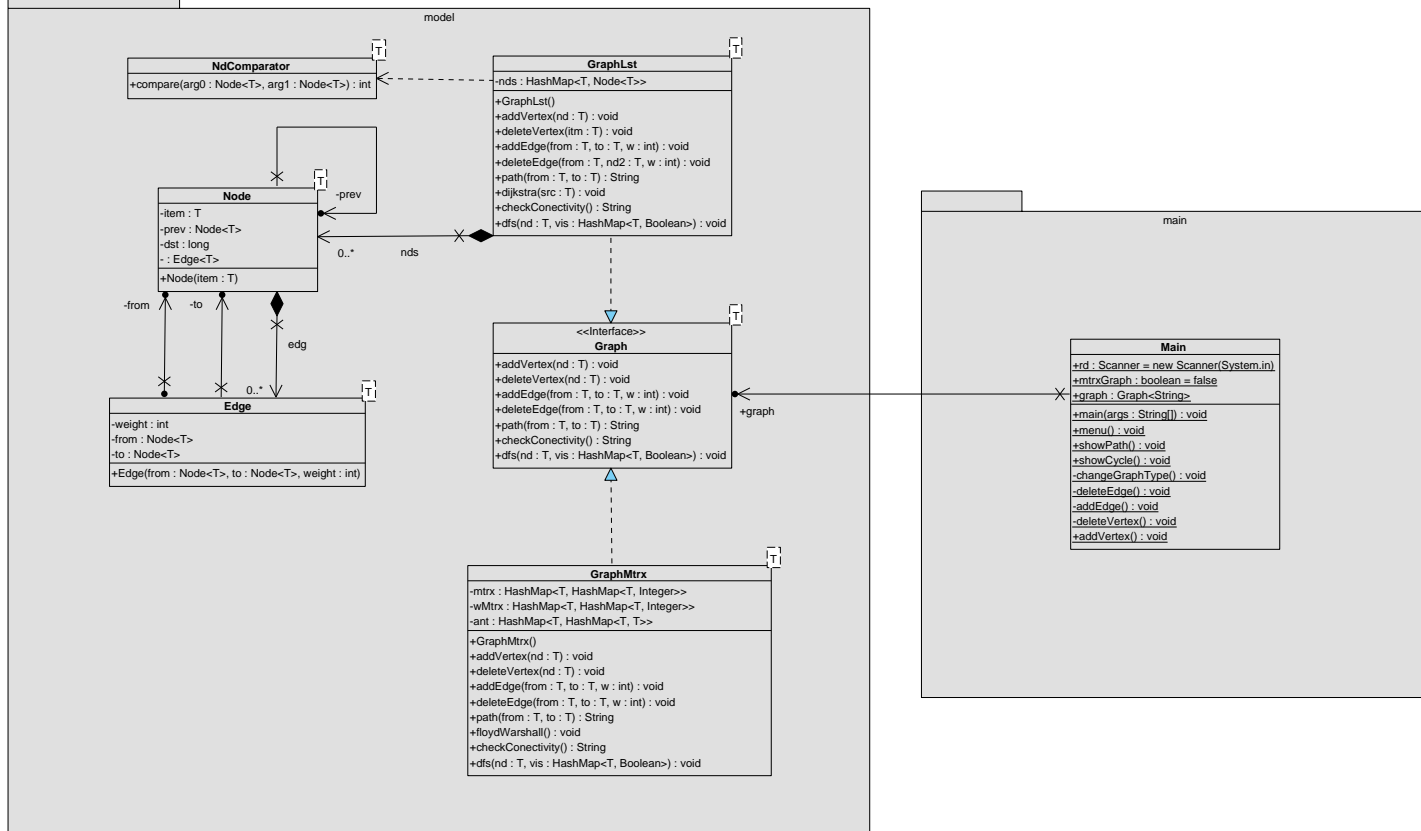 model
T
NdComparator
+compare(arg0 : Node<T>, arg1 : Node<T>) : int
T
GraphLst
-nds : HashMap<T, Node<T>>
+GraphLst()
+addVertex(nd : T) : void
+deleteVertex(itm : T) : void
+addEdge(from : T, to : T, w : int) : void
+deleteEdge(from : T, nd2 : T, w : int) : void
+path(from : T, to : T) : String
+dijkstra(src : T) : void
+checkConectivity() : String
+dfs(nd : T, vis : HashMap<T, Boolean>) : void
T
Node
-item : T
-prev : Node<T>
-dst : long
- : Edge<T>
+Node(item : T)
-prev
0..*
nds
-from
-to
edg
0..*
T
Edge
-weight : int
-from : Node<T>
-to : Node<T>
+Edge(from : Node<T>, to : Node<T>, weight : int)
T
<<Interface>>
Graph
+addVertex(nd : T) : void
+deleteVertex(nd : T) : void
+addEdge(from : T, to : T, w : int) : void
+deleteEdge(from : T, to : T, w : int) : void
+path(from : T, to : T) : String
+checkConectivity() : String
+dfs(nd : T, vis : HashMap<T, Boolean>) : void
+graph
T
GraphMtrx
-mtrx : HashMap<T, HashMap<T, Integer>>
-wMtrx : HashMap<T, HashMap<T, Integer>>
-ant : HashMap<T, HashMap<T, T>>
+GraphMtrx()
+addVertex(nd : T) : void
+deleteVertex(nd : T) : void
+addEdge(from : T, to : T, w : int) : void
+deleteEdge(from : T, to : T, w : int) : void
+path(from : T, to : T) : String
+floydWarshall() : void
+checkConectivity() : String
+dfs(nd : T, vis : HashMap<T, Boolean>) : void
main
Main
+rd : Scanner = new Scanner(System.in)
+mtrxGraph : boolean = false
+graph : Graph<String>
+main(args : String[]) : void
+menu() : void
+showPath() : void
+showCycle() : void
-changeGraphType() : void
-deleteEdge() : void
-addEdge() : void
-deleteVertex() : void
+addVertex() : void